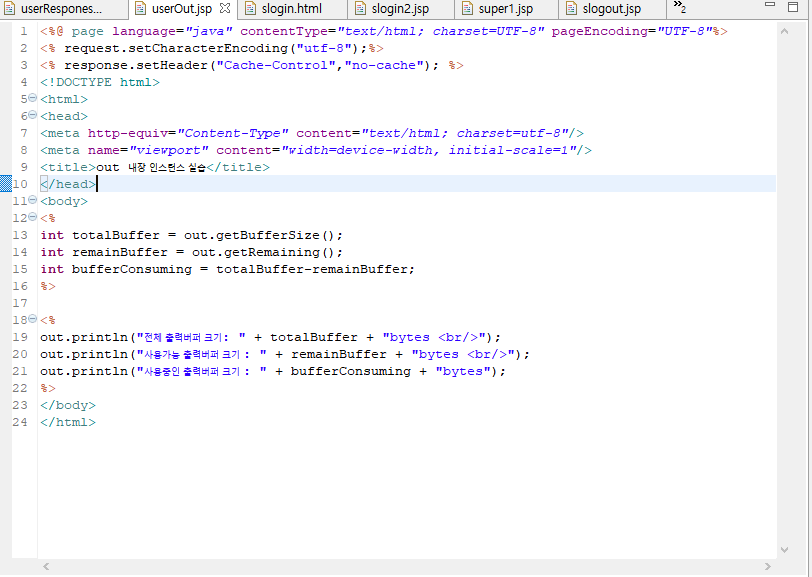 userRespones... userOut.jsp slogin.html slogin2.jsp super1.jsp slogout.jsp »2
1 <%@ page language="java" contentType="text/html; charset=UTF-8" pageEncoding="UTF-8"%>
2 <% request.setCharacterEncoding("utf-8");%>
3 <% response.setHeader("Cache-Control","no-cache"); %>
4 <!DOCTYPE html>
5 <html>
6 <head>
7 <meta http-equiv="Content-Type" content="text/html; charset=utf-8"/>
8 <meta name="viewport" content="width=device-width, initial-scale=1"/>
9 <title>out 내장 인스턴스 실습</title>
10 </head>
11 <body>
12 <%
13 int totalBuffer = out.getBufferSize();
14 int remainBuffer = out.getRemaining();
15 int bufferConsuming = totalBuffer-remainBuffer;
16 %>
17
18 <%
19 out.println("전체 출력버퍼 크기: " + totalBuffer + "bytes <br/>");
20 out.println("사용가능 출력버퍼 크기 : " + remainBuffer + "bytes <br/>");
21 out.println("사용중인 출력버퍼 크기 : " + bufferConsuming + "bytes");
22 %>
23 </body>
24 </html>